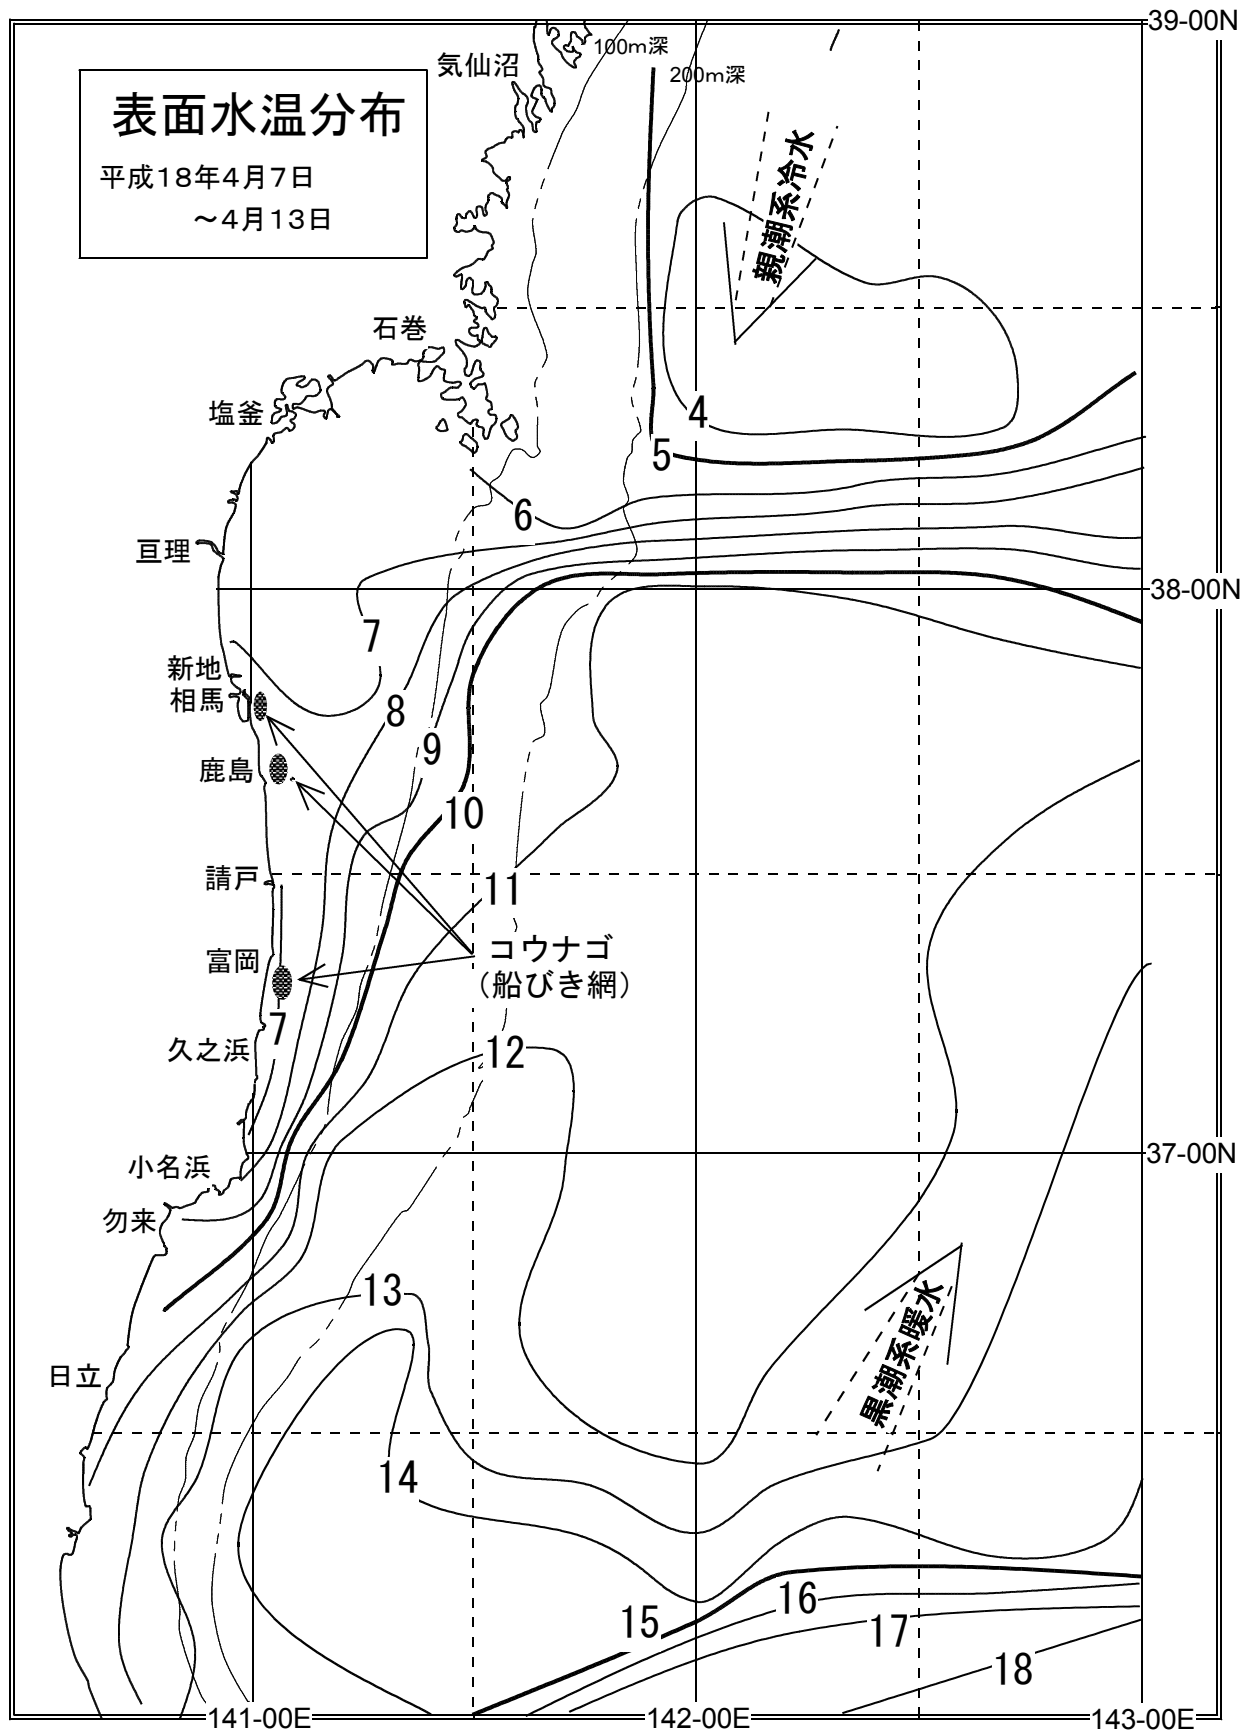 39-00N
100m深
気仙沼
200m深
表面水温分布
平成18年4月7日
～4月13日
親潮系冷水
石巻
塩釜
4
5
6
亘理
38-00N
7
新地
相馬
8
9
鹿島
10
請戸
11
コウナゴ
(船びき網)
富岡
7
久之浜
12
37-00N
小名浜
勿来
13
黒潮系暖水
日立
14
15
16
17
18
141-00E
142-00E
143-00E